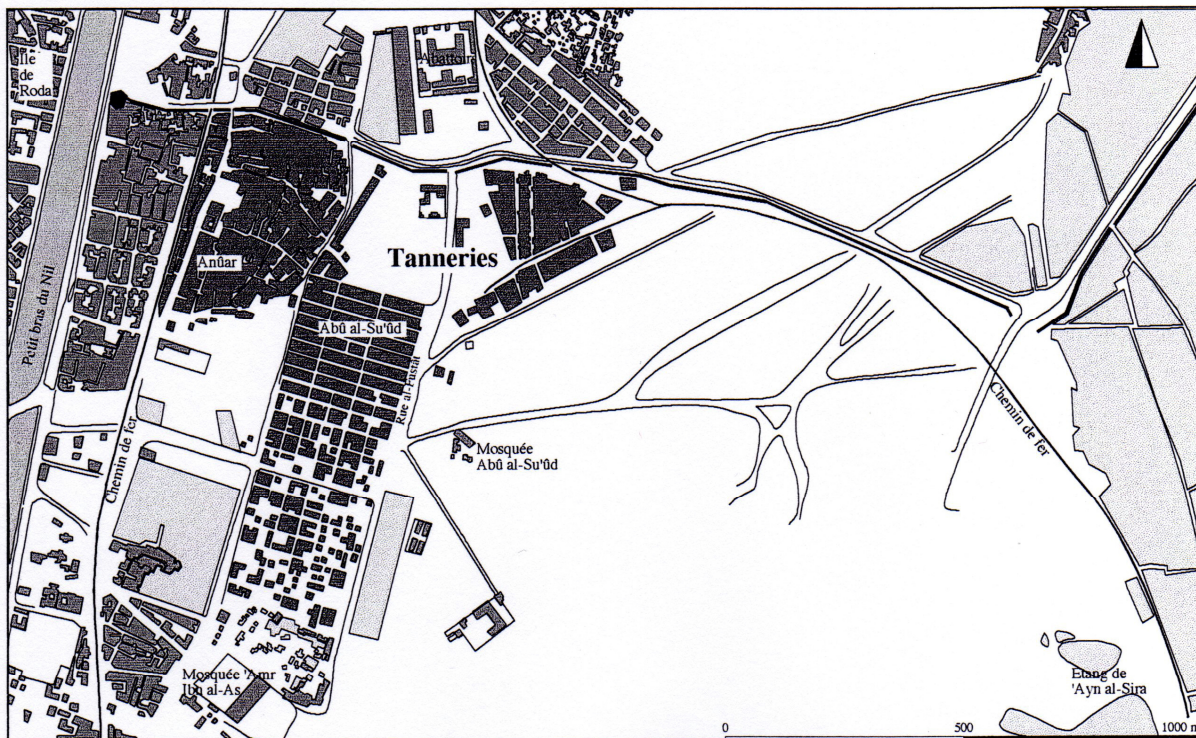 Île
de
Roda
Abattoir
Anûar
Tanneries
Abû al-Su'ûd
Petit bras du Nil
Rue al-Fustat
Chemin de fer
Mosquée
Abû al-Su'ûd
Chemin de fer
Mosquée 'Amr
Ibn al-As
Etang de
'Ayn al-Sira
0
500
1000 m